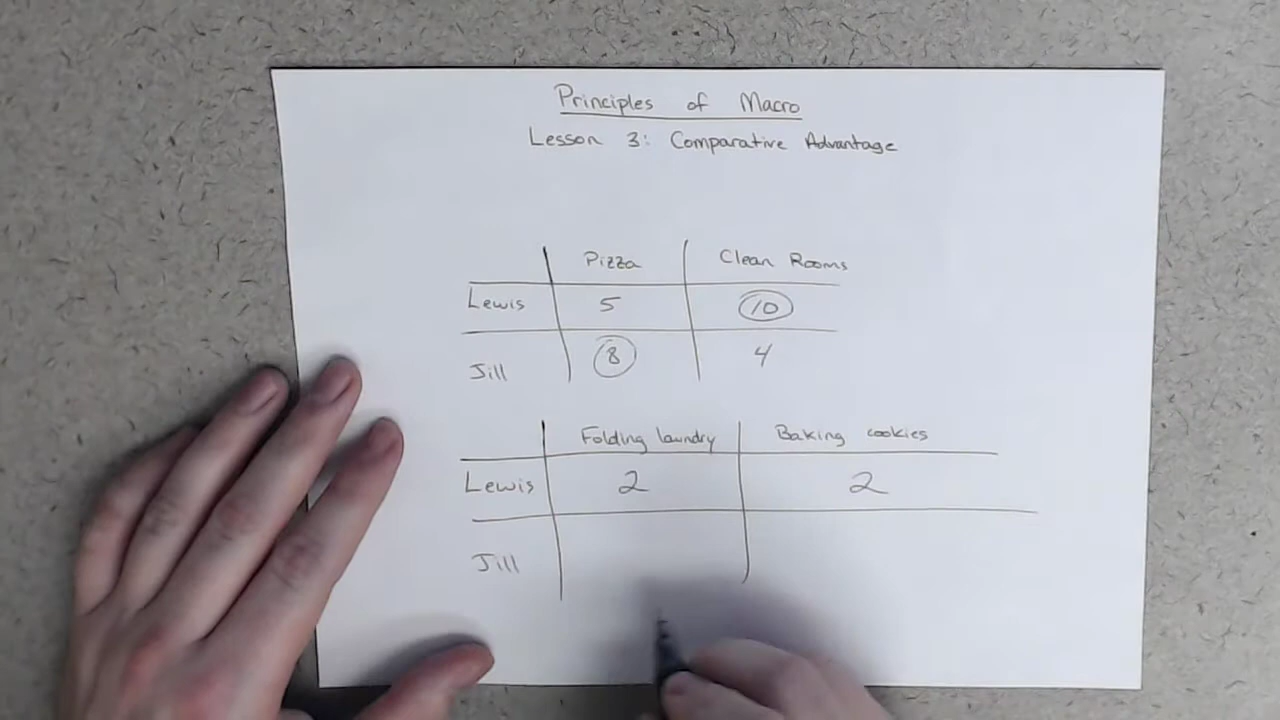 Principles of Macro
Lesson 3: Comparative Advantage
Pizza Clean Rooms
Lewis 5 10
Jill 8 4
Folding laundry Baking cookies
Lewis 2 2
Jill